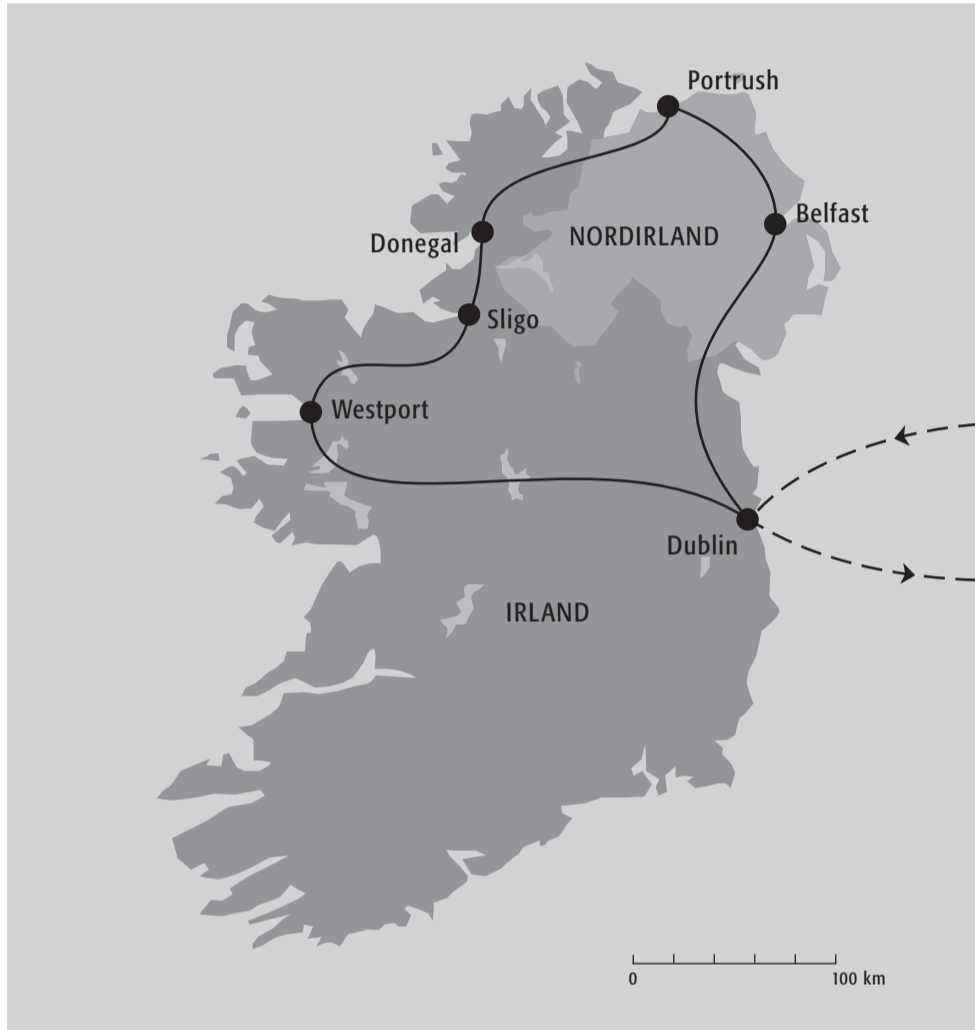 Portrush
Belfast
NORDIRLAND
Donegal
Sligo
Westport
Dublin
IRLAND
0
100 km